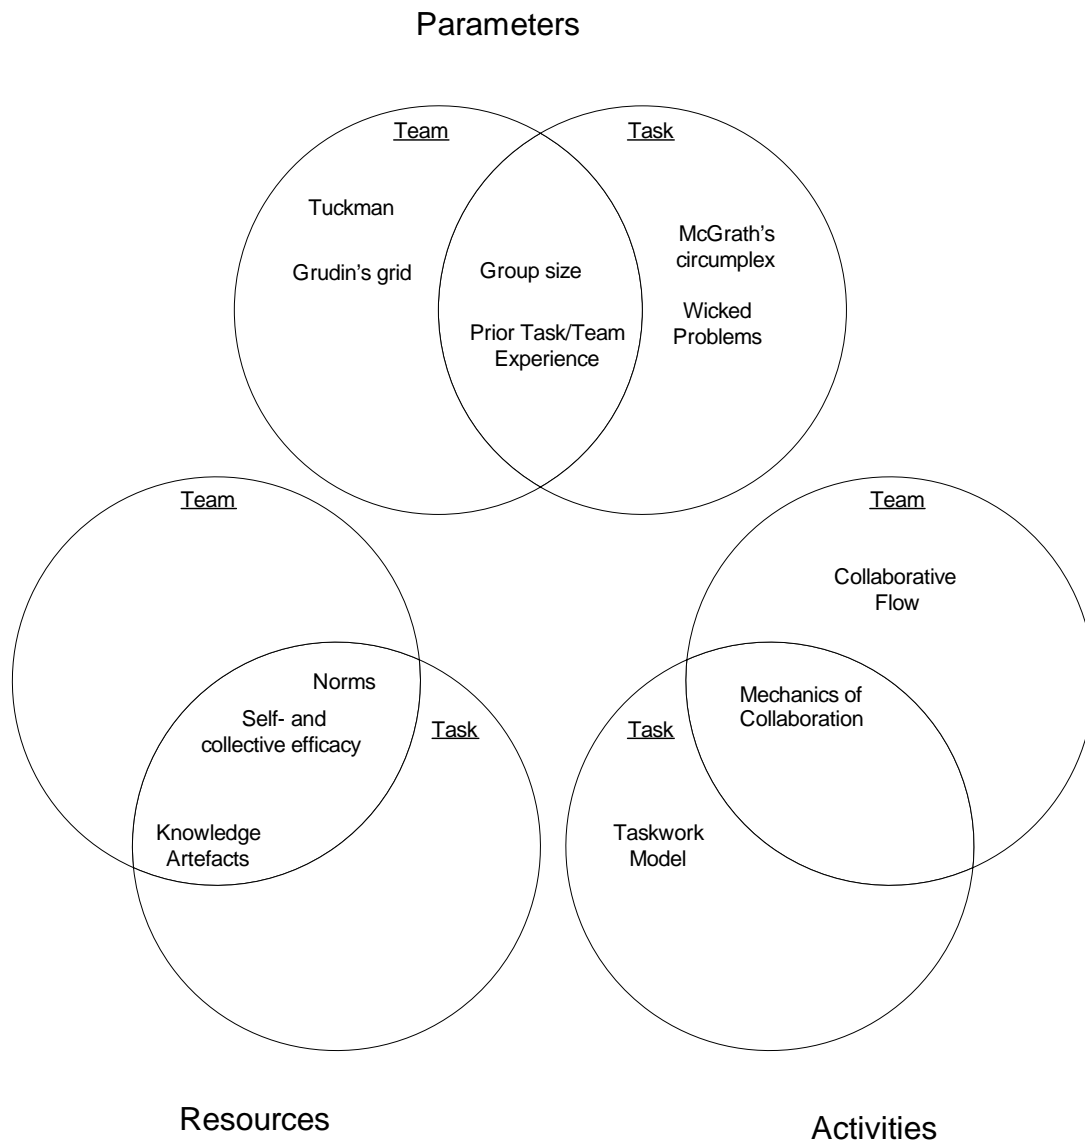 Parameters
Team
Task
Tuckman
McGrath's
circumplex
Grudin's grid
Group size
Wicked
Problems
Prior Task/Team
Experience
Team
Team
Collaborative
Flow
Norms
Mechanics of
Collaboration
Self- and
collective efficacy
Task
Task
Knowledge
Artefacts
Taskwork
Model
Resources
Activities